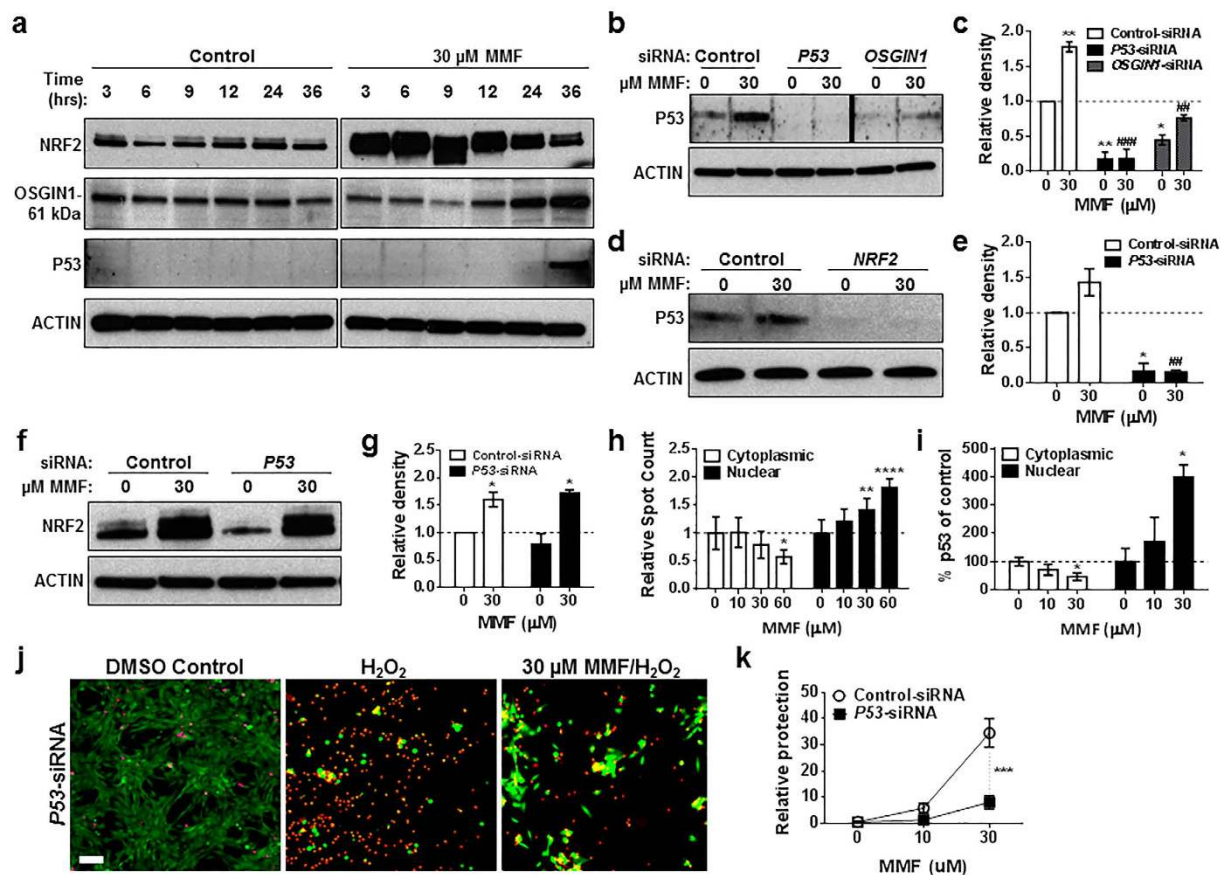 a
Control 30 µM MMF
Time (hrs): 3 6 9 12 24 36 3 6 9 12 24 36
NRF2
OSGIN1-
61 kDa
P53
ACTIN
b
siRNA: Control P53 OSGIN1
µM MMF: 0 30 0 30 0 30
P53
ACTIN
c
Control-siRNA
P53-siRNA
OSGIN1-siRNA
Relative density
2.0
1.5
1.0
0.5
0.0
** ** ### * ##
0 30 0 30 0 30
MMF (µM)
d
siRNA: Control NRF2
µM MMF: 0 30 0 30
P53
ACTIN
e
Control-siRNA
P53-siRNA
Relative density
2.0
1.5
1.0
0.5
0.0
* ##
0 30 0 30
MMF (µM)
f
siRNA: Control P53
µM MMF: 0 30 0 30
NRF2
ACTIN
g
Control-siRNA
P53-siRNA
Relative density
2.5
2.0
1.5
1.0
0.5
0.0
* *
0 30 0 30
MMF (µM)
h
Cytoplasmic
Nuclear
Relative Spot Count
2.5
2.0
1.5
1
0.5
0.0
* ** ****
0 10 30 60 0 10 30 60
MMF (µM)
i
Cytoplasmic
Nuclear
% p53 of control
500
400
300
200
100
0
* *
0 10 30 0 10 30
MMF (µM)
j
DMSO Control H₂O₂ 30 µM MMF/H₂O₂
P53-siRNA
k
Control-siRNA
P53-siRNA
Relative protection
50
40
30
20
10
0
***
0 10 30
MMF (uM)